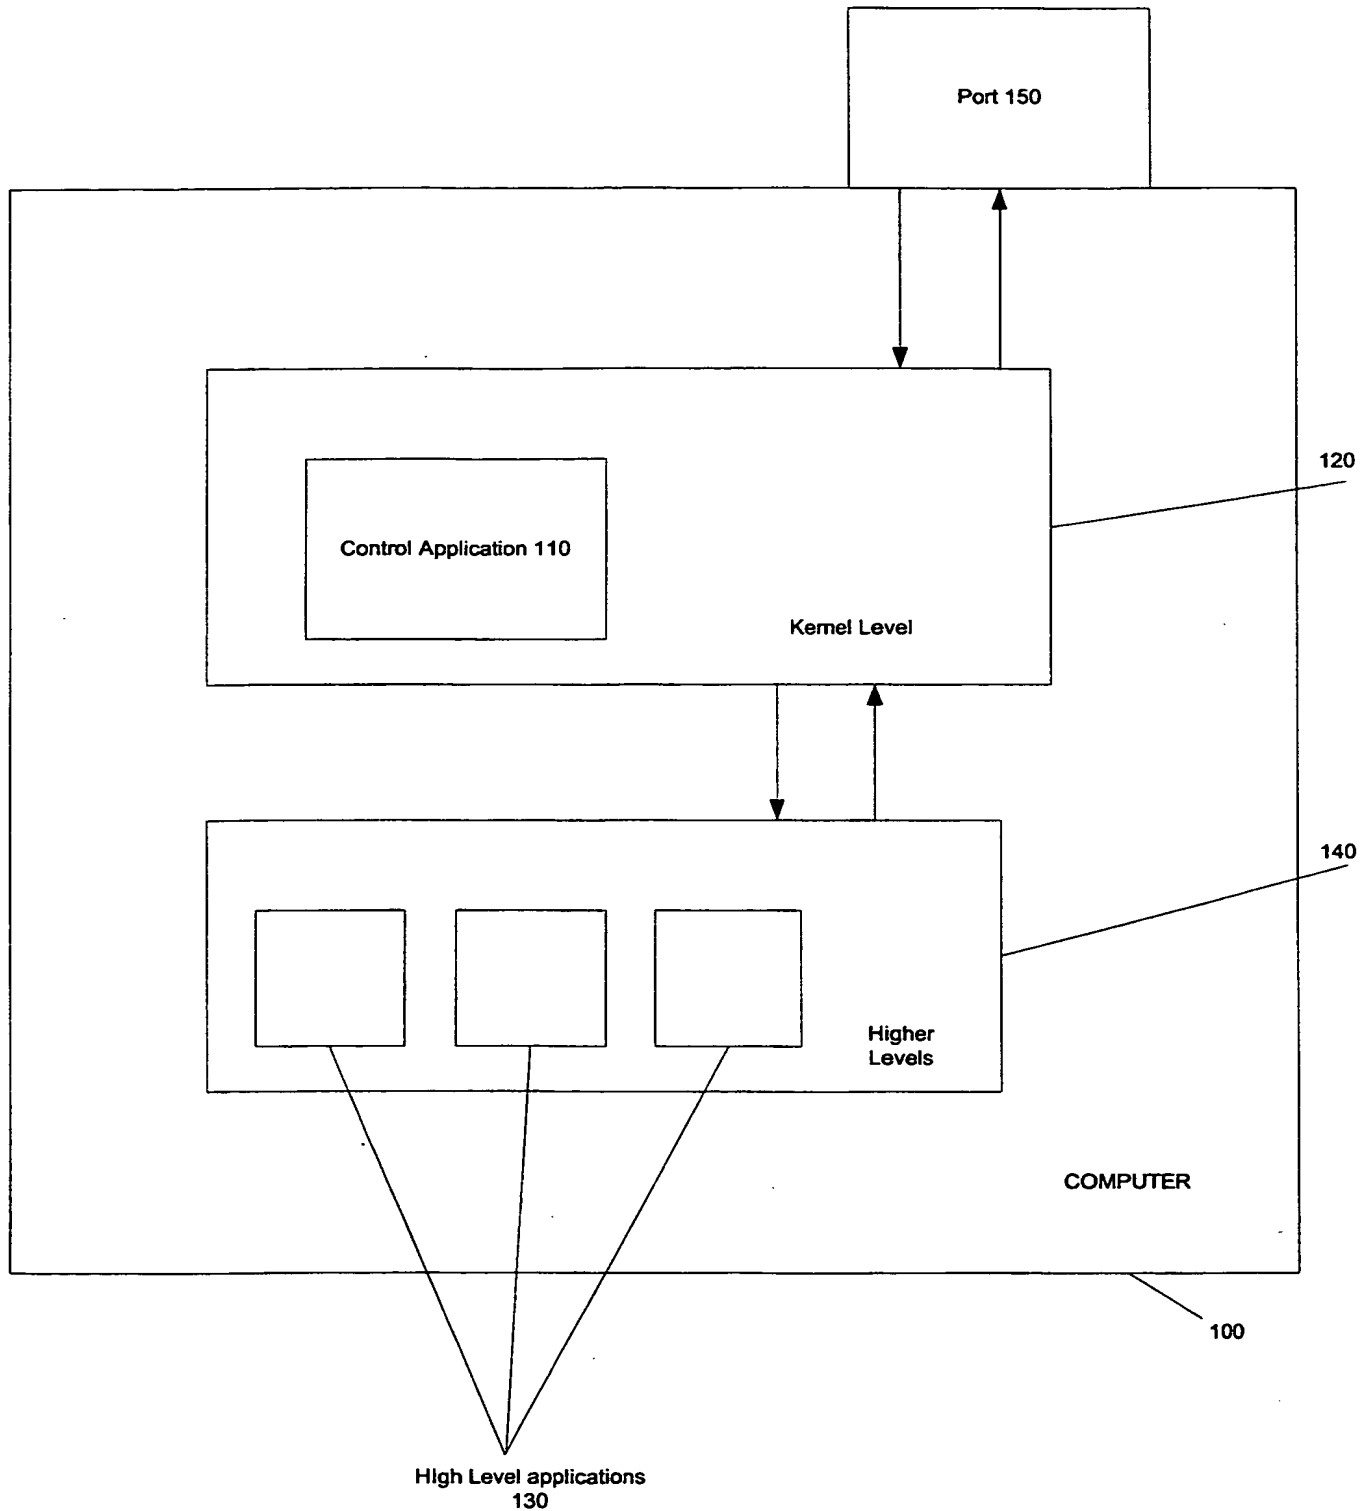 Port 150
120
Control Application 110
Kernel Level
140
Higher
Levels
COMPUTER
100
High Level applications
130